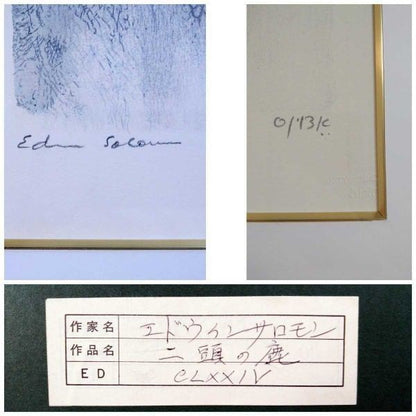 Edwin Salomon
作家名 エドウィンサロモン
作品名 二頭の鹿
ED CLXXIV